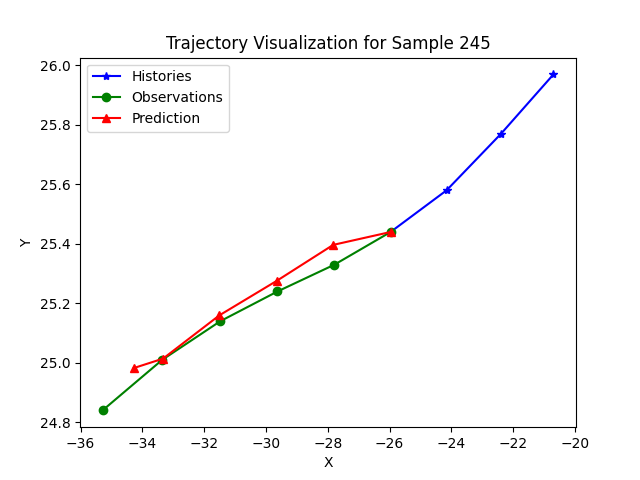 Trajectory Visualization for Sample 245
Histories
Observations
Prediction
26.0
25.8
25.6
25.4
25.2
25.0
24.8
Y
−36
−34
−32
−30
−28
−26
−24
−22
−20
X